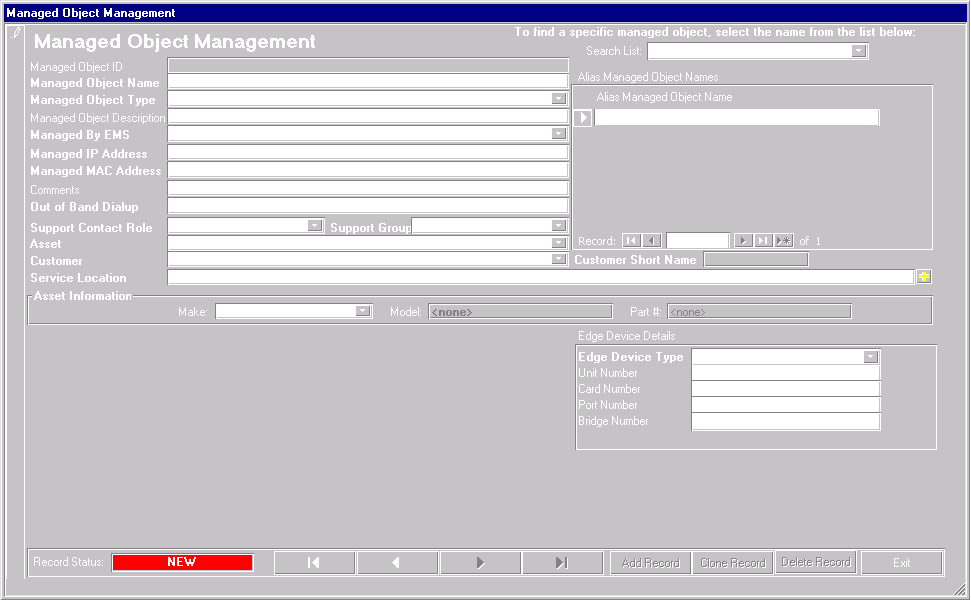 Managed Object Management
Managed Object Management
To find a specific managed object, select the name from the list below:
Search List:
Managed Object ID
Managed Object Name
Managed Object Type
Managed Object Description
Managed By EMS
Managed IP Address
Managed MAC Address
Comments
Out of Band Dialup
Support Contact Role
Support Group
Asset
Customer
Service Location
Alias Managed Object Names
Alias Managed Object Name
Record: of 1
Customer Short Name
Asset Information
Make: Model: <none> Part #: <none>
Edge Device Details
Edge Device Type
Unit Number
Card Number
Port Number
Bridge Number
Record Status: NEW Add Record Clone Record Delete Record Exit